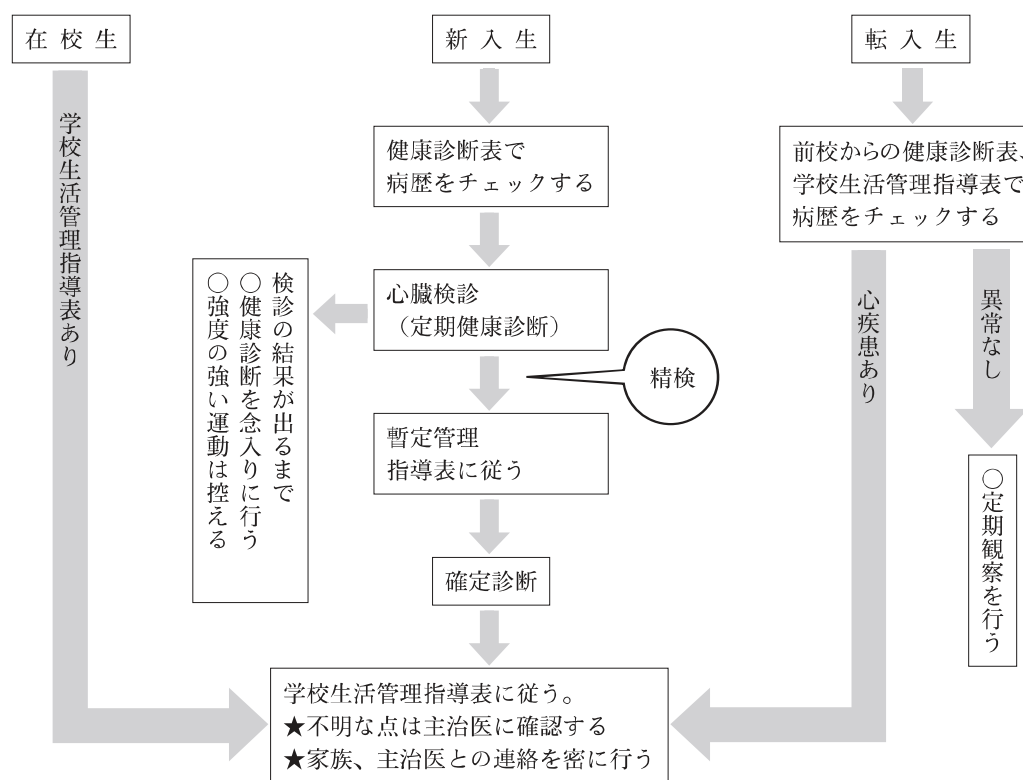 在校生
学校生活管理指導表あり
新入生
健康診断表で
病歴をチェックする
心臓検診
（定期健康診断）
検診の結果が出るまで
○健康診断を念入りに行う
○強度の強い運動は控える
精検
暫定管理
指導表に従う
確定診断
転入生
前校からの健康診断表、
学校生活管理指導表で
病歴をチェックする
心疾患あり
異常なし
○定期観察を行う
学校生活管理指導表に従う。
★不明な点は主治医に確認する
★家族、主治医との連絡を密に行う